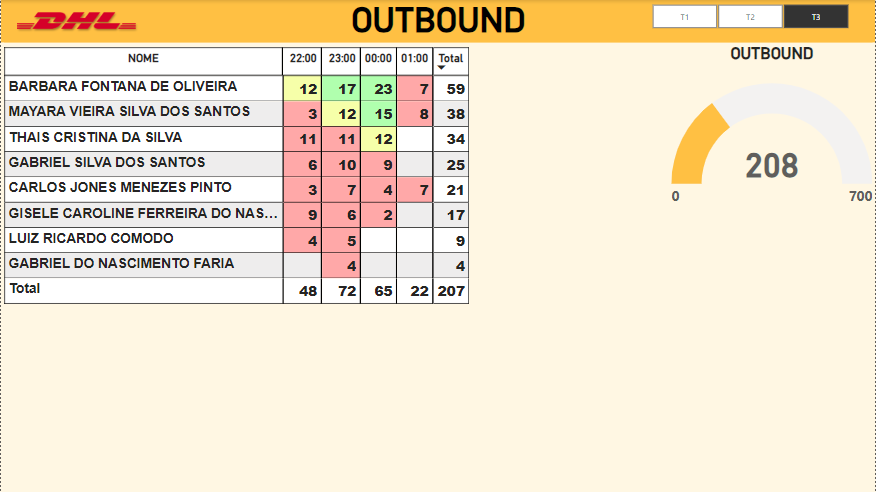 DHL
OUTBOUND
T1 T2 T3
NOME 22:00 23:00 00:00 01:00 Total
BARBARA FONTANA DE OLIVEIRA 12 17 23 7 59
MAYARA VIEIRA SILVA DOS SANTOS 3 12 15 8 38
THAIS CRISTINA DA SILVA 11 11 12 34
GABRIEL SILVA DOS SANTOS 6 10 9 25
CARLOS JONES MENEZES PINTO 3 7 4 7 21
GISELE CAROLINE FERREIRA DO NAS... 9 6 2 17
LUIZ RICARDO COMODO 4 5 9
GABRIEL DO NASCIMENTO FARIA 4 4
Total 48 72 65 22 207
OUTBOUND
208
0 700